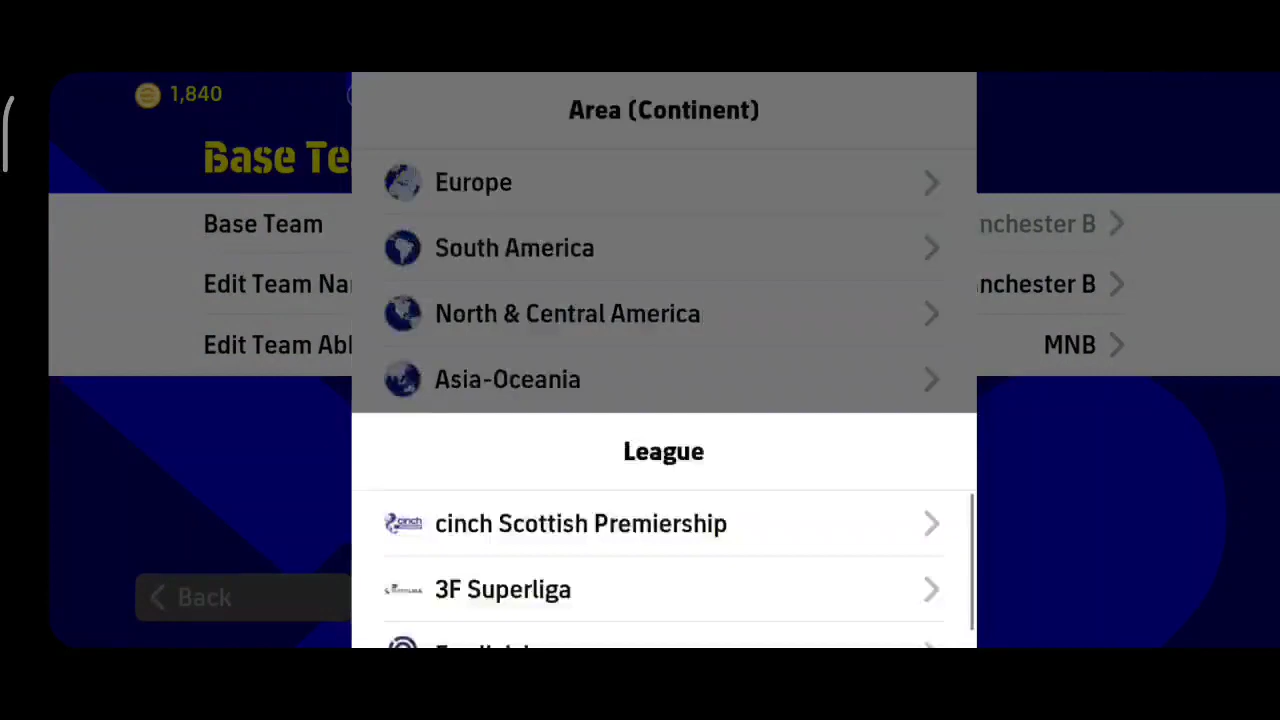 1,840
Area (Continent)
Base Te
Europe
Base Team
nchester B
South America
Edit Team Na
nchester B
North & Central America
Edit Team Abl
MNB
Asia-Oceania
League
cinch
cinch Scottish Premiership
3F Superliga
Back